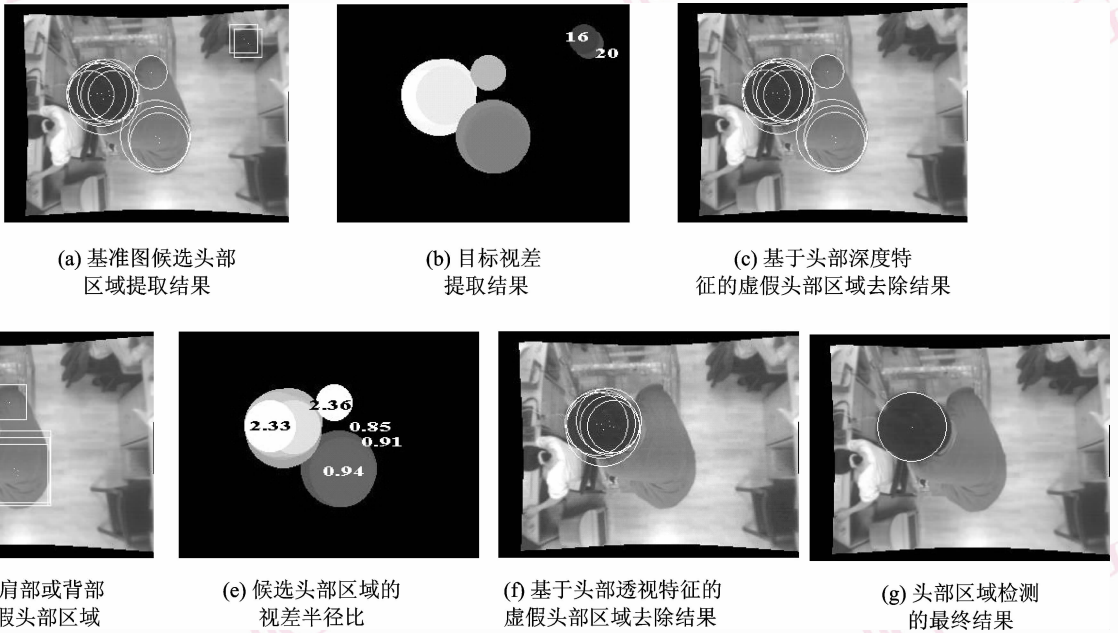 16
20
(a) 基准图候选头部
区域提取结果
(b) 目标视差
提取结果
(c) 基于头部深度特
征的虚假头部区域去除结果
2.36
2.33
0.85
0.91
0.94
肩部或背部
假头部区域
(e) 候选头部区域的
视差半径比
(f) 基于头部透视特征的
虚假头部区域去除结果
(g) 头部区域检测
的最终结果